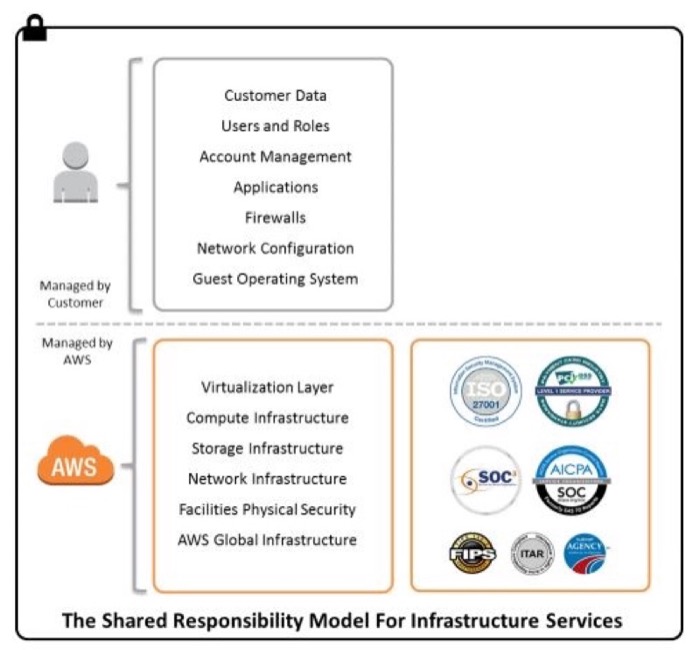 Customer Data
Users and Roles
Account Management
Applications
Firewalls
Network Configuration
Guest Operating System
Managed by
Customer
Managed by
AWS
AWS
Virtualization Layer
Compute Infrastructure
Storage Infrastructure
Network Infrastructure
Facilities Physical Security
AWS Global Infrastructure
ISO
27001
Certified
PCI DSS
LEVEL 1 SERVICE PROVIDER
SOC
AICPA
SOC
FIPS
ITAR
AGENCY
The Shared Responsibility Model For Infrastructure Services